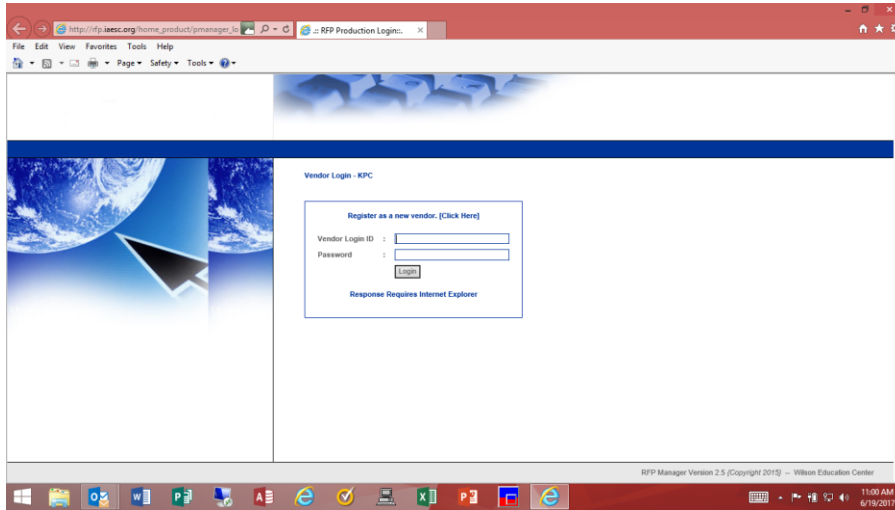 http://rfp.iaesc.org/home_product/pmanager_lo
.:: RFP Production Login::.
File Edit View Favorites Tools Help
Page Safety Tools
Vendor Login - KPC
Register as a new vendor. [Click Here]
Vendor Login ID :
Password :
Login
Response Requires Internet Explorer
RFP Manager Version 2.5 (Copyright 2015) -- Wilson Education Center
11:00 AM
6/19/2017